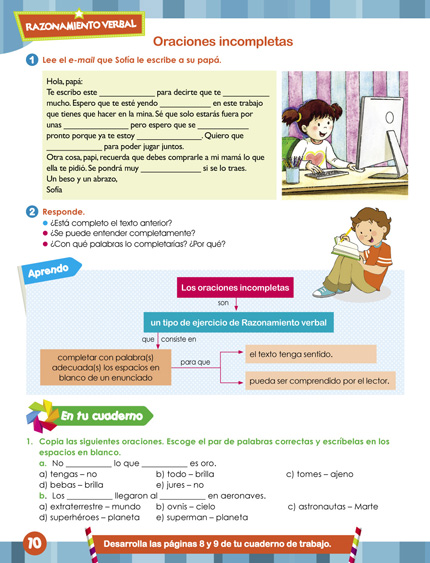 RAZONAMIENTO VERBAL
Oraciones incompletas
1 Lee el e-mail que Sofía le escribe a su papá.
Hola, papá:
Te escribo este ____________ para decirte que te ____________
mucho. Espero que te esté yendo ____________ en este trabajo
que tienes que hacer en la mina. Sé que solo estarás fuera por
unas ____________ pero espero que se ____________
pronto porque ya te estoy ____________. Quiero que
____________ para poder jugar juntos.
Otra cosa, papi, recuerda que debes comprarle a mi mamá lo que
ella te pidió. Se pondrá muy ____________ si se lo traes.
Un beso y un abrazo,
Sofía
2 Responde.
• ¿Está completo el texto anterior?
• ¿Se puede entender completamente?
• ¿Con qué palabras lo completarías? ¿Por qué?
Aprendo
Los oraciones incompletas
son
un tipo de ejercicio de Razonamiento verbal
que consiste en
completar con palabra(s)
adecuada(s) los espacios en
blanco de un enunciado
para que
el texto tenga sentido.
pueda ser comprendido por el lector.
En tu cuaderno
1. Copia las siguientes oraciones. Escoge el par de palabras correctas y escríbelas en los
espacios en blanco.
a. No __________ lo que __________ es oro.
a) tengas – no b) todo – brilla c) tomes – ajeno
d) bebas – brilla e) jures – no
b. Los __________ llegaron al __________ en aeronaves.
a) extraterrestre – mundo b) ovnis – cielo c) astronautas – Marte
d) superhéroes – planeta e) superman – planeta
10
Desarrolla las páginas 8 y 9 de tu cuaderno de trabajo.